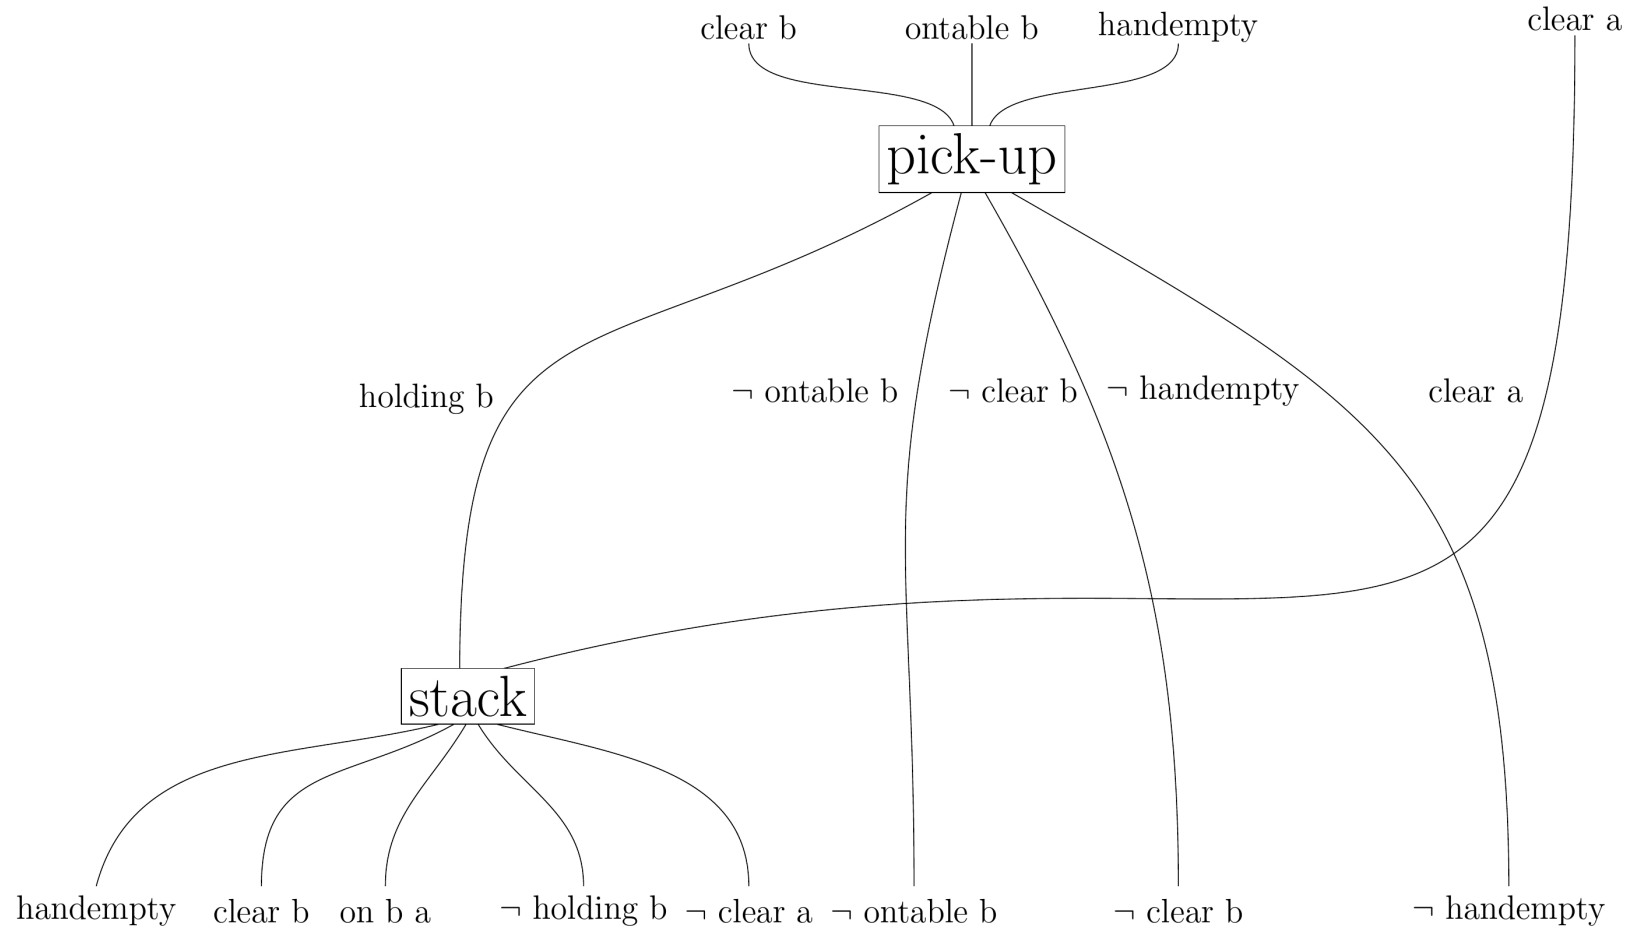 clear b
ontable b
handempty
clear a
pick-up
holding b
¬ ontable b
¬ clear b
¬ handempty
clear a
stack
handempty
clear b
on b a
¬ holding b
¬ clear a
¬ ontable b
¬ clear b
¬ handempty